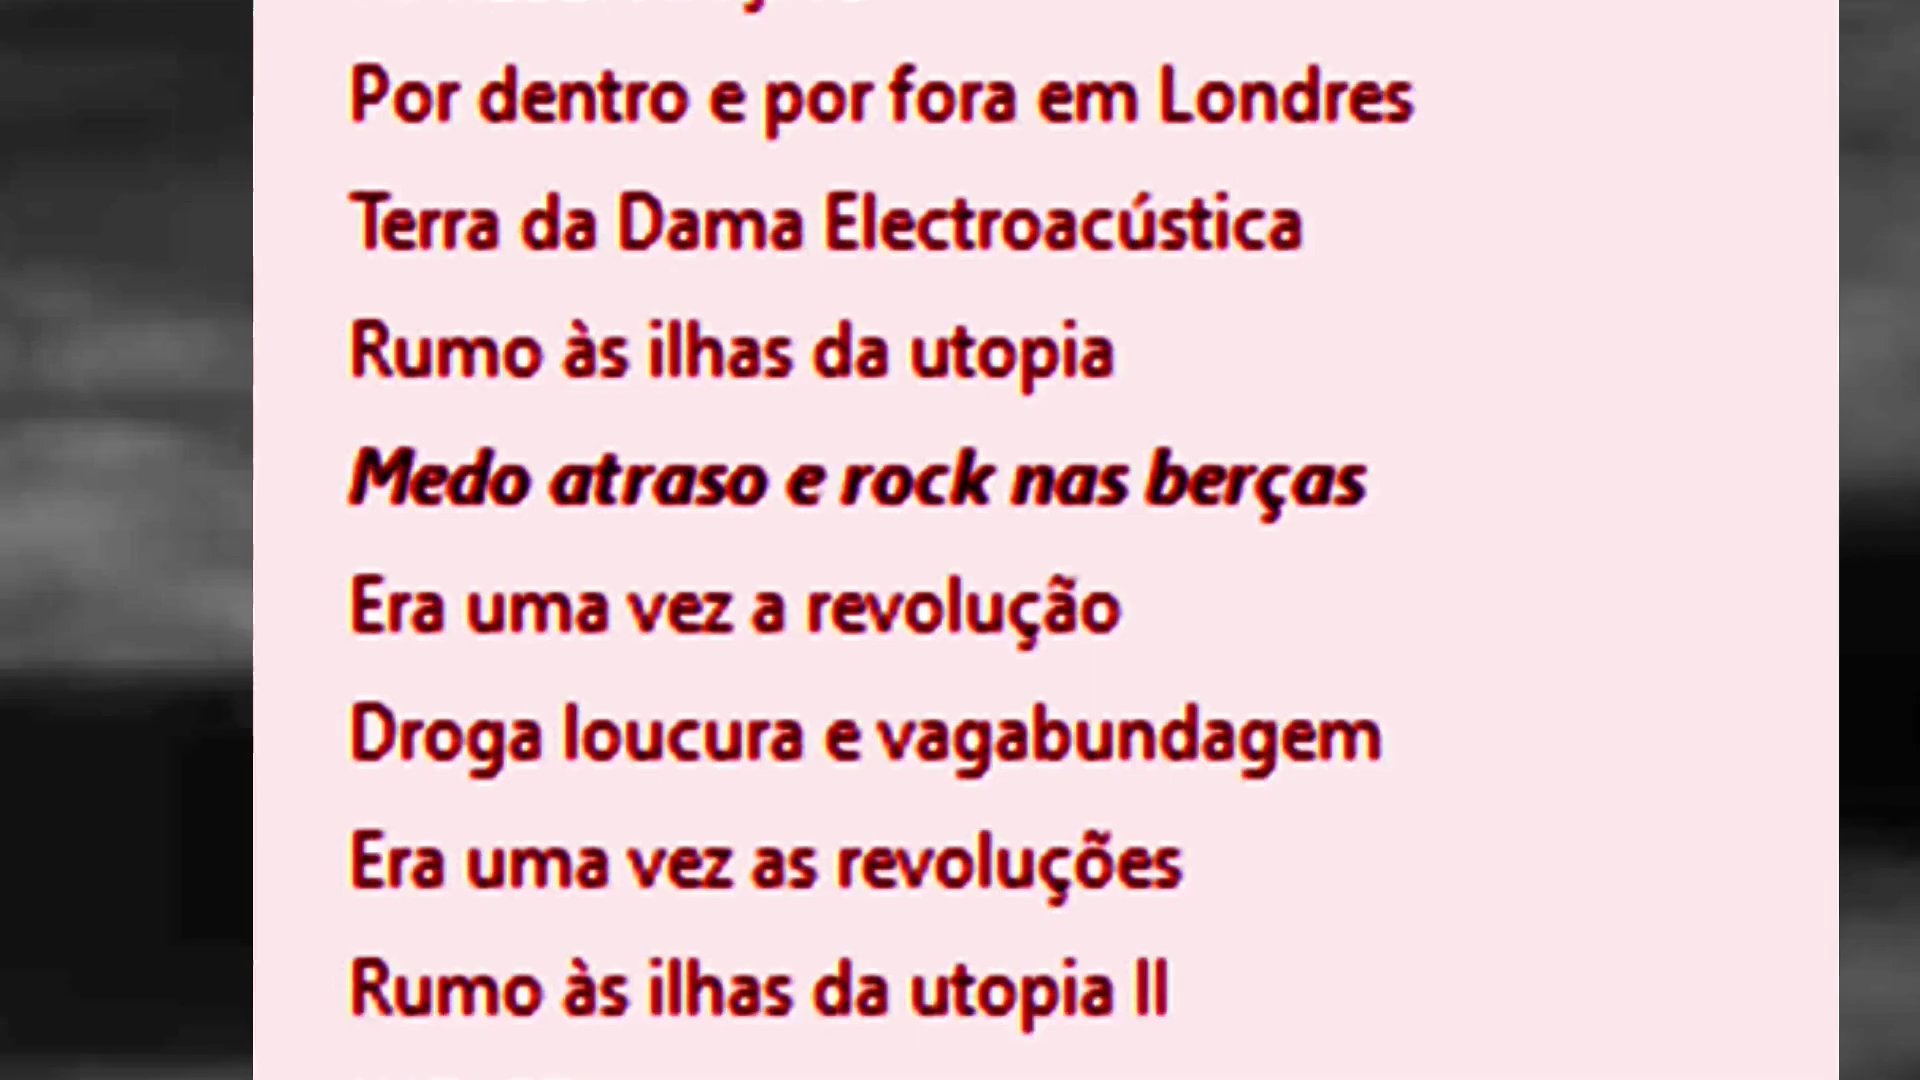 Por dentro e por fora em Londres
Terra da Dama Electroacústica
Rumo às ilhas da utopia
Medo atraso e rock nas berças
Era uma vez a revolução
Droga loucura e vagabundagem
Era uma vez as revoluções
Rumo às ilhas da utopia II